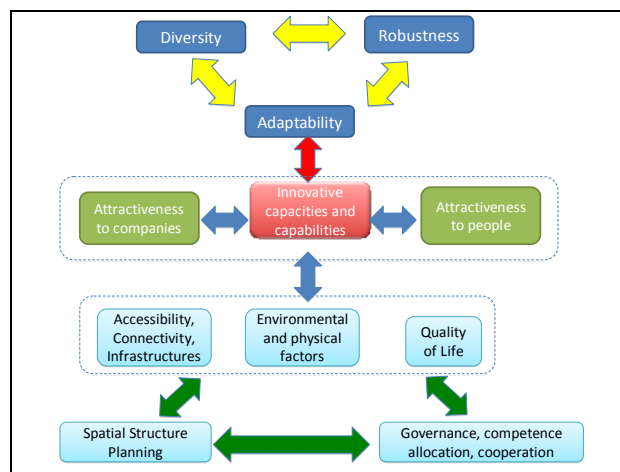 Diversity
Robustness
Adaptability
Attractiveness
to companies
Innovative
capacities and
capabilities
Attractiveness
to people
Accessibility,
Connectivity,
Infrastructures
Environmental
and physical
factors
Quality
of Life
Spatial Structure
Planning
Governance, competence
allocation, cooperation